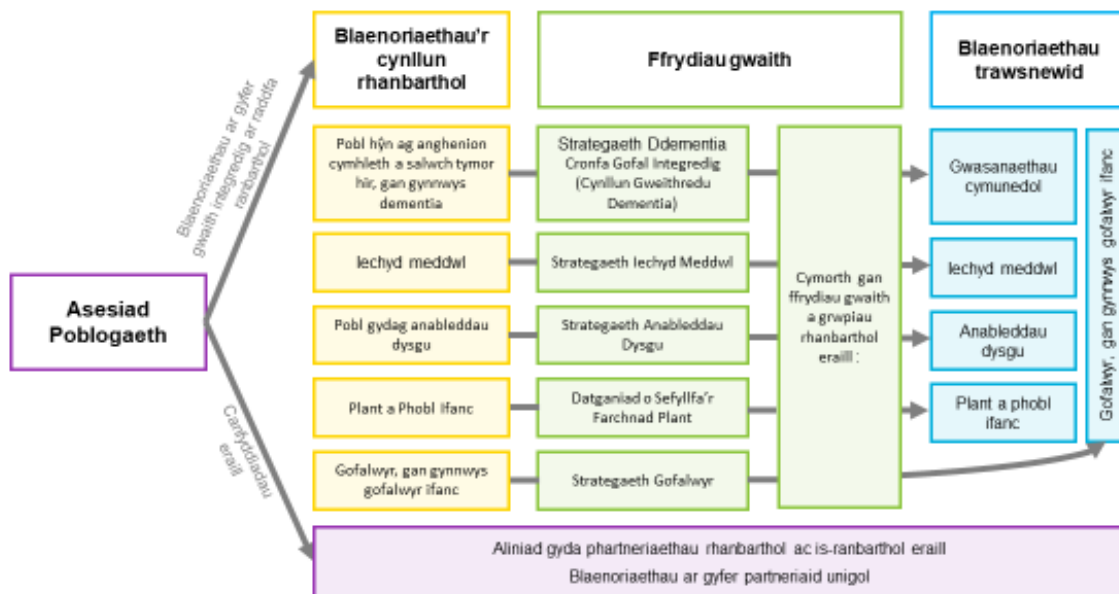 Blaenoriaethau'r
cynllun
rhanbarthol
Ffrydiau gwaith
Blaenoriaethau
trawsnewid
Blaenoriaethau ar gyfer
gwaith integredig ar raddfa
ranbarthol
Asesiad
Poblogaeth
Canfyddiadau
eraill
Pobl hŷn ag anghenion
cymhleth a salwch tymor
hir, gan gynnwys
dementia
Strategaeth Ddementia
Cronfa Gofal Integredig
(Cynllun Gweithredu
Dementia)
Gwasanaethau
cymunedol
Iechyd meddwl
Strategaeth Iechyd Meddwl
Iechyd meddwl
Pobl gydag anableddau
dysgu
Strategaeth Anableddau
Dysgu
Anableddau
dysgu
Plant a Phobl Ifanc
Datganiad o Sefyllfa'r
Farchnad Plant
Plant a phobl
ifanc
Gofalwyr, gan gynnwys
gofalwyr ifanc
Strategaeth Gofalwyr
Cymorth gan
ffrydiau gwaith
a grwpiau
rhanbarthol
eraill :
Gofalwyr, gan gynnwys gofalwyr ifanc
Aliniad gyda phartneriaethau rhanbarthol ac is-ranbarthol eraill
Blaenoriaethau ar gyfer partneriaid unigol